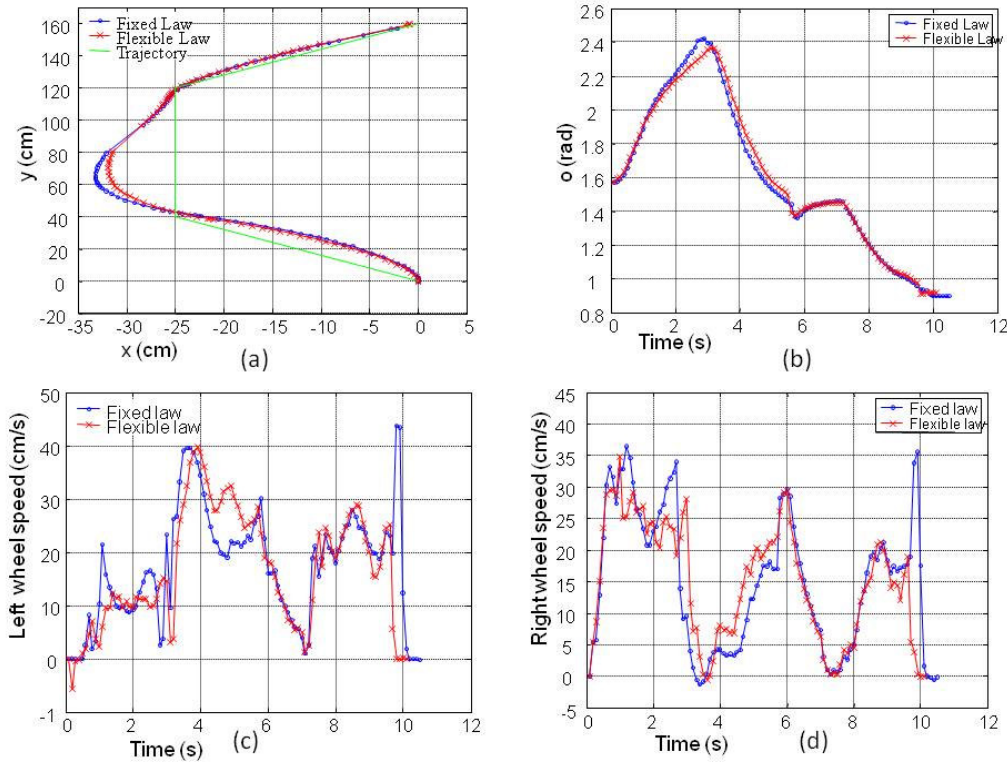 160
140
120
100
80
60
40
20
0
-20
y (cm)
Fixed Law
Flexible Law
Trajectory
-35 -30 -25 -20 -15 -10 -5 0 5
x (cm)
(a)
2.6
2.4
2.2
2
1.8
1.6
1.4
1.2
1
0.8
o (rad)
Fixed Law
Flexible Law
0 2 4 6 8 10 12
Time (s)
(b)
50
40
30
20
10
0
-1
Left wheel speed (cm/s)
Fixed law
Flexible law
0 2 4 6 8 10 12
Time (s)
(c)
45
40
35
30
25
20
15
10
5
0
-5
Right wheel speed (cm/s)
Fixed law
Flexible law
0 2 4 6 8 10 12
Time (s)
(d)